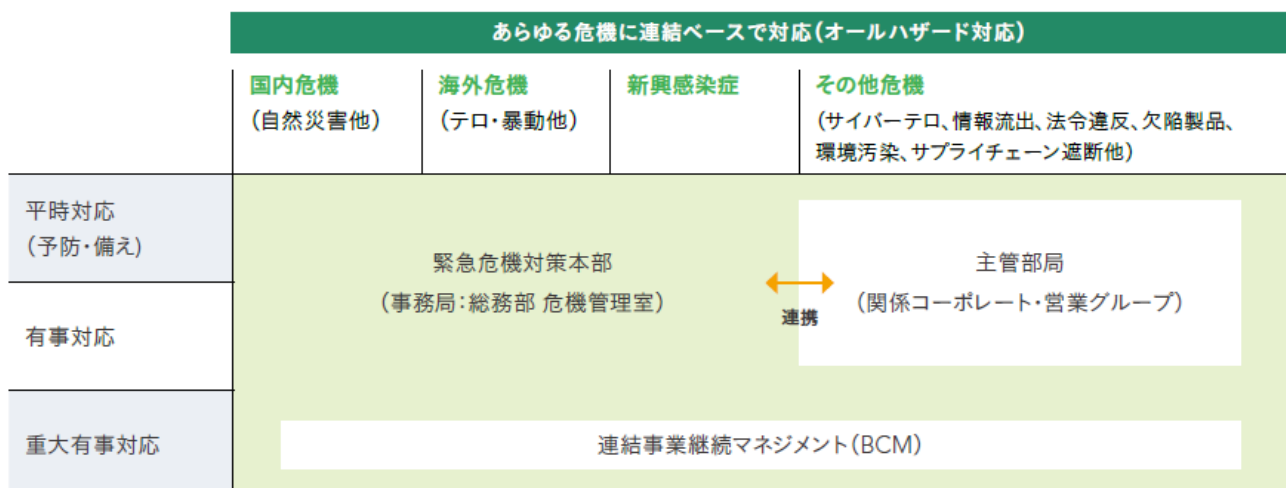 あらゆる危機に連結ベースで対応(オールハザード対応)
国内危機
(自然災害他)
海外危機
(テロ・暴動他)
新興感染症
その他危機
(サイバーテロ、情報流出、法令違反、欠陥製品、
環境汚染、サプライチェーン遮断他)
平時対応
(予防・備え)
緊急危機対策本部
(事務局:総務部 危機管理室)
連携
主管部局
(関係コーポレート・営業グループ)
有事対応
重大有事対応
連結事業継続マネジメント(BCM)